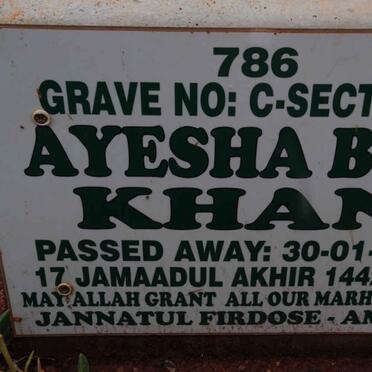 786
GRAVE NO: C-SECT
AYESHA B
KHAN
PASSED AWAY: 30-01-
17 JAMAADUL AKHIR 144
MAY ALLAH GRANT ALL OUR MARH
JANNATUL FIRDOSE - AM